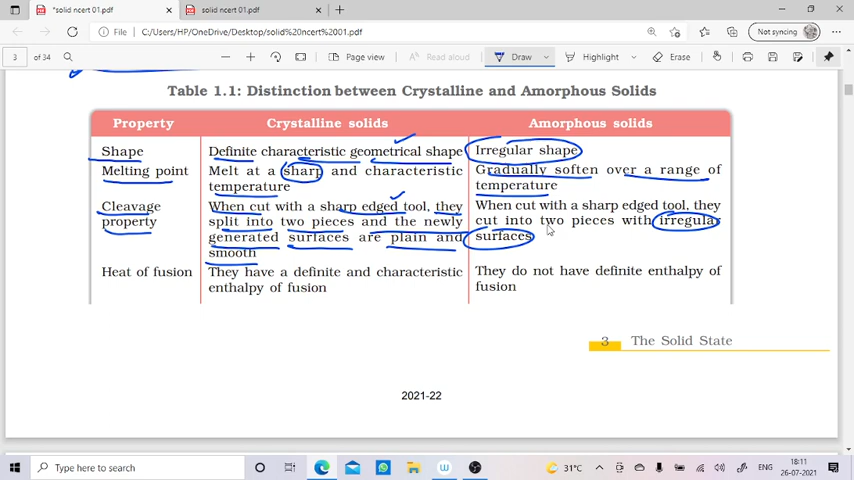 *solid ncert 01.pdf
solid ncert 01.pdf
File
C:/Users/HP/OneDrive/Desktop/solid%20ncert%2001.pdf
Not syncing
3
of 34
Page view
Read aloud
Draw
Highlight
Erase
Table 1.1: Distinction between Crystalline and Amorphous Solids
Property
Crystalline solids
Amorphous solids
Shape
Definite characteristic geometrical shape
Irregular shape
Melting point
Melt at a sharp and characteristic
temperature
Gradually soften over a range of
temperature
Cleavage
property
When cut with a sharp edged tool, they
split into two pieces and the newly
generated surfaces are plain and
smooth
When cut with a sharp edged tool, they
cut into two pieces with irregular
surfaces
Heat of fusion
They have a definite and characteristic
enthalpy of fusion
They do not have definite enthalpy of
fusion
3 The Solid State
2021-22
Type here to search
31°C
ENG
18:11
26-07-2021